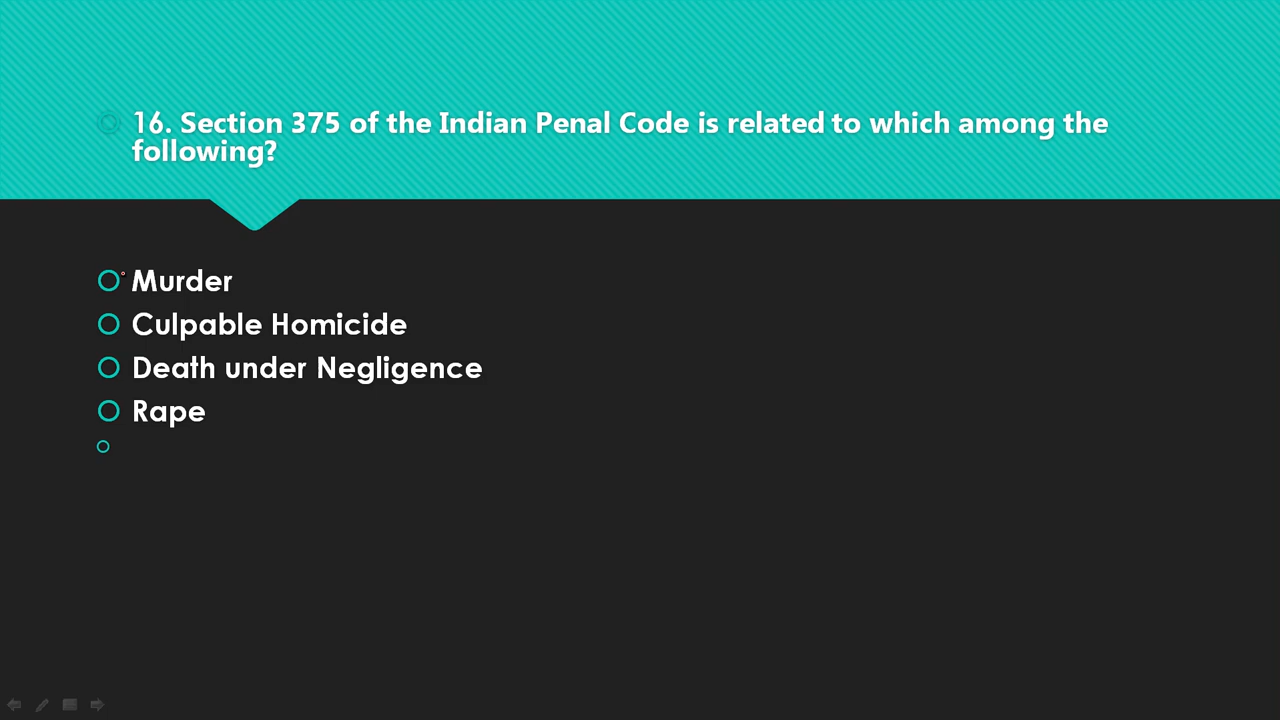 16. Section 375 of the Indian Penal Code is related to which among the
following?
Murder
Culpable Homicide
Death under Negligence
Rape